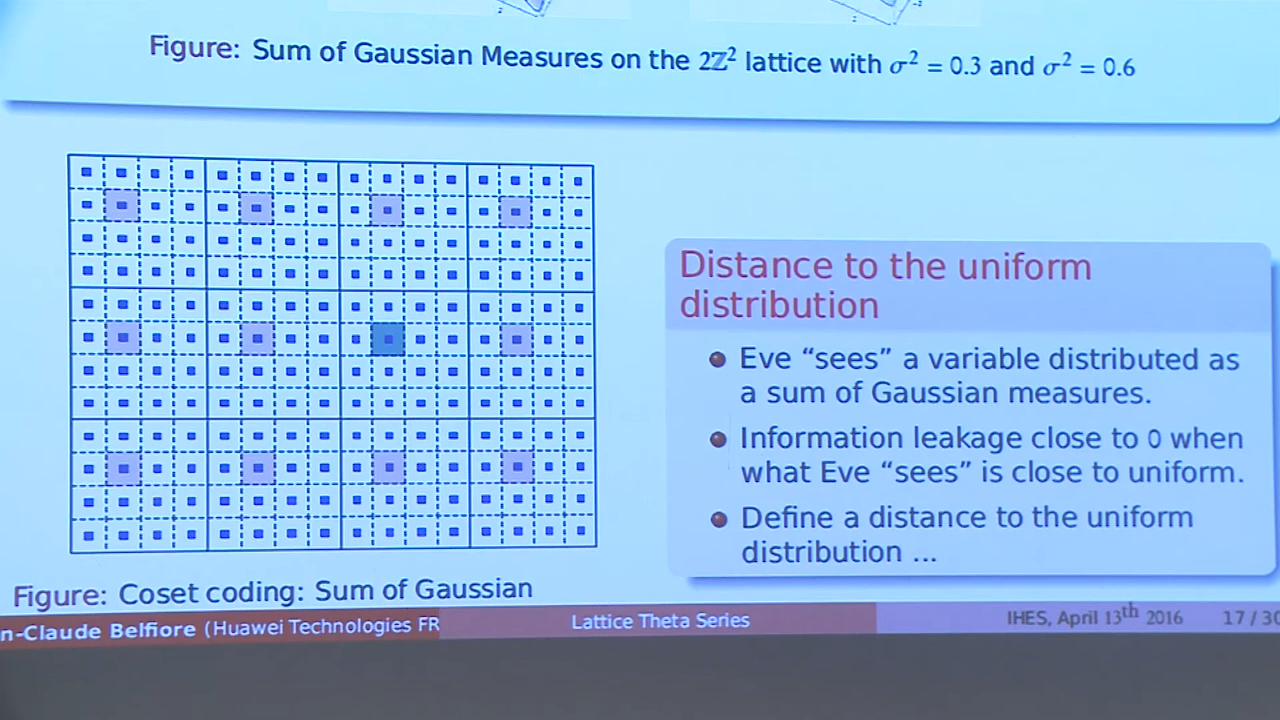 Figure: Sum of Gaussian Measures on the 2ℤ² lattice with σ² = 0.3 and σ² = 0.6
Distance to the uniform
distribution
Eve “sees” a variable distributed as
a sum of Gaussian measures.
Information leakage close to 0 when
what Eve “sees” is close to uniform.
Define a distance to the uniform
distribution ...
Figure: Coset coding: Sum of Gaussian
n-Claude Belfiore (Huawei Technologies FR
Lattice Theta Series
IHES, April 13th 2016
17 / 30